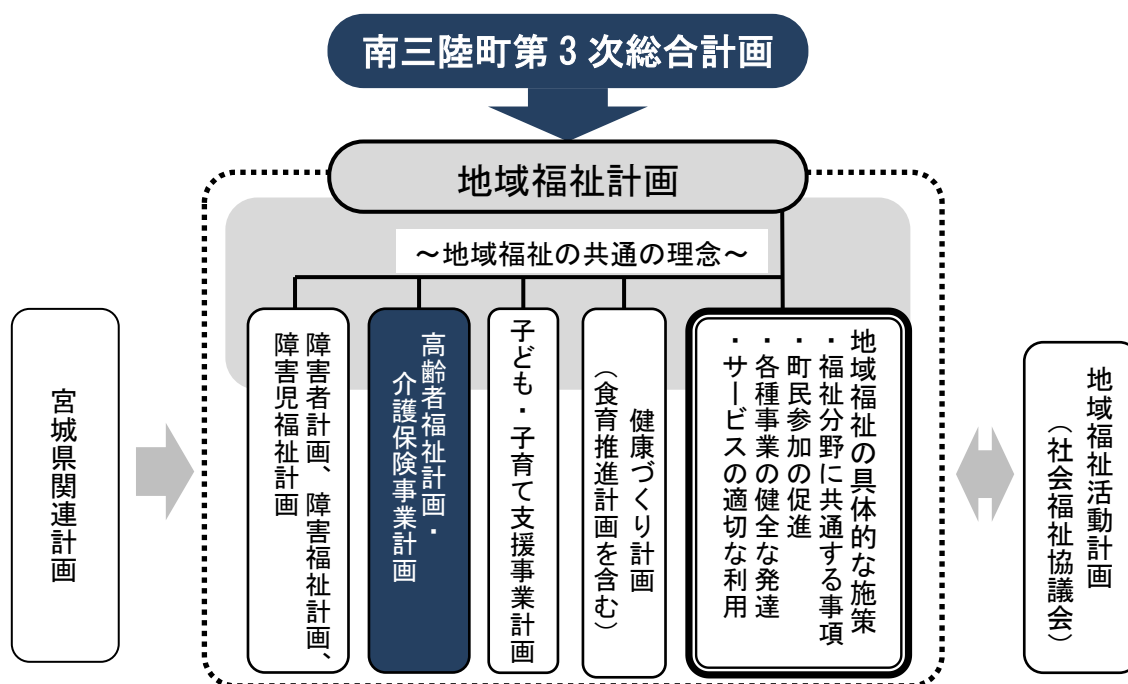 南三陸町第3次総合計画
地域福祉計画
～地域福祉の共通の理念～
宮城県関連計画
障害者計画、障害福祉計画、
障害児福祉計画
高齢者福祉計画・
介護保険事業計画
子ども・子育て支援事業計画
健康づくり計画
（食育推進計画を含む）
地域福祉の具体的な施策
・福祉分野に共通する事項
・町民参加の促進
・各種事業の健全な発達
・サービスの適切な利用
地域福祉活動計画
（社会福祉協議会）